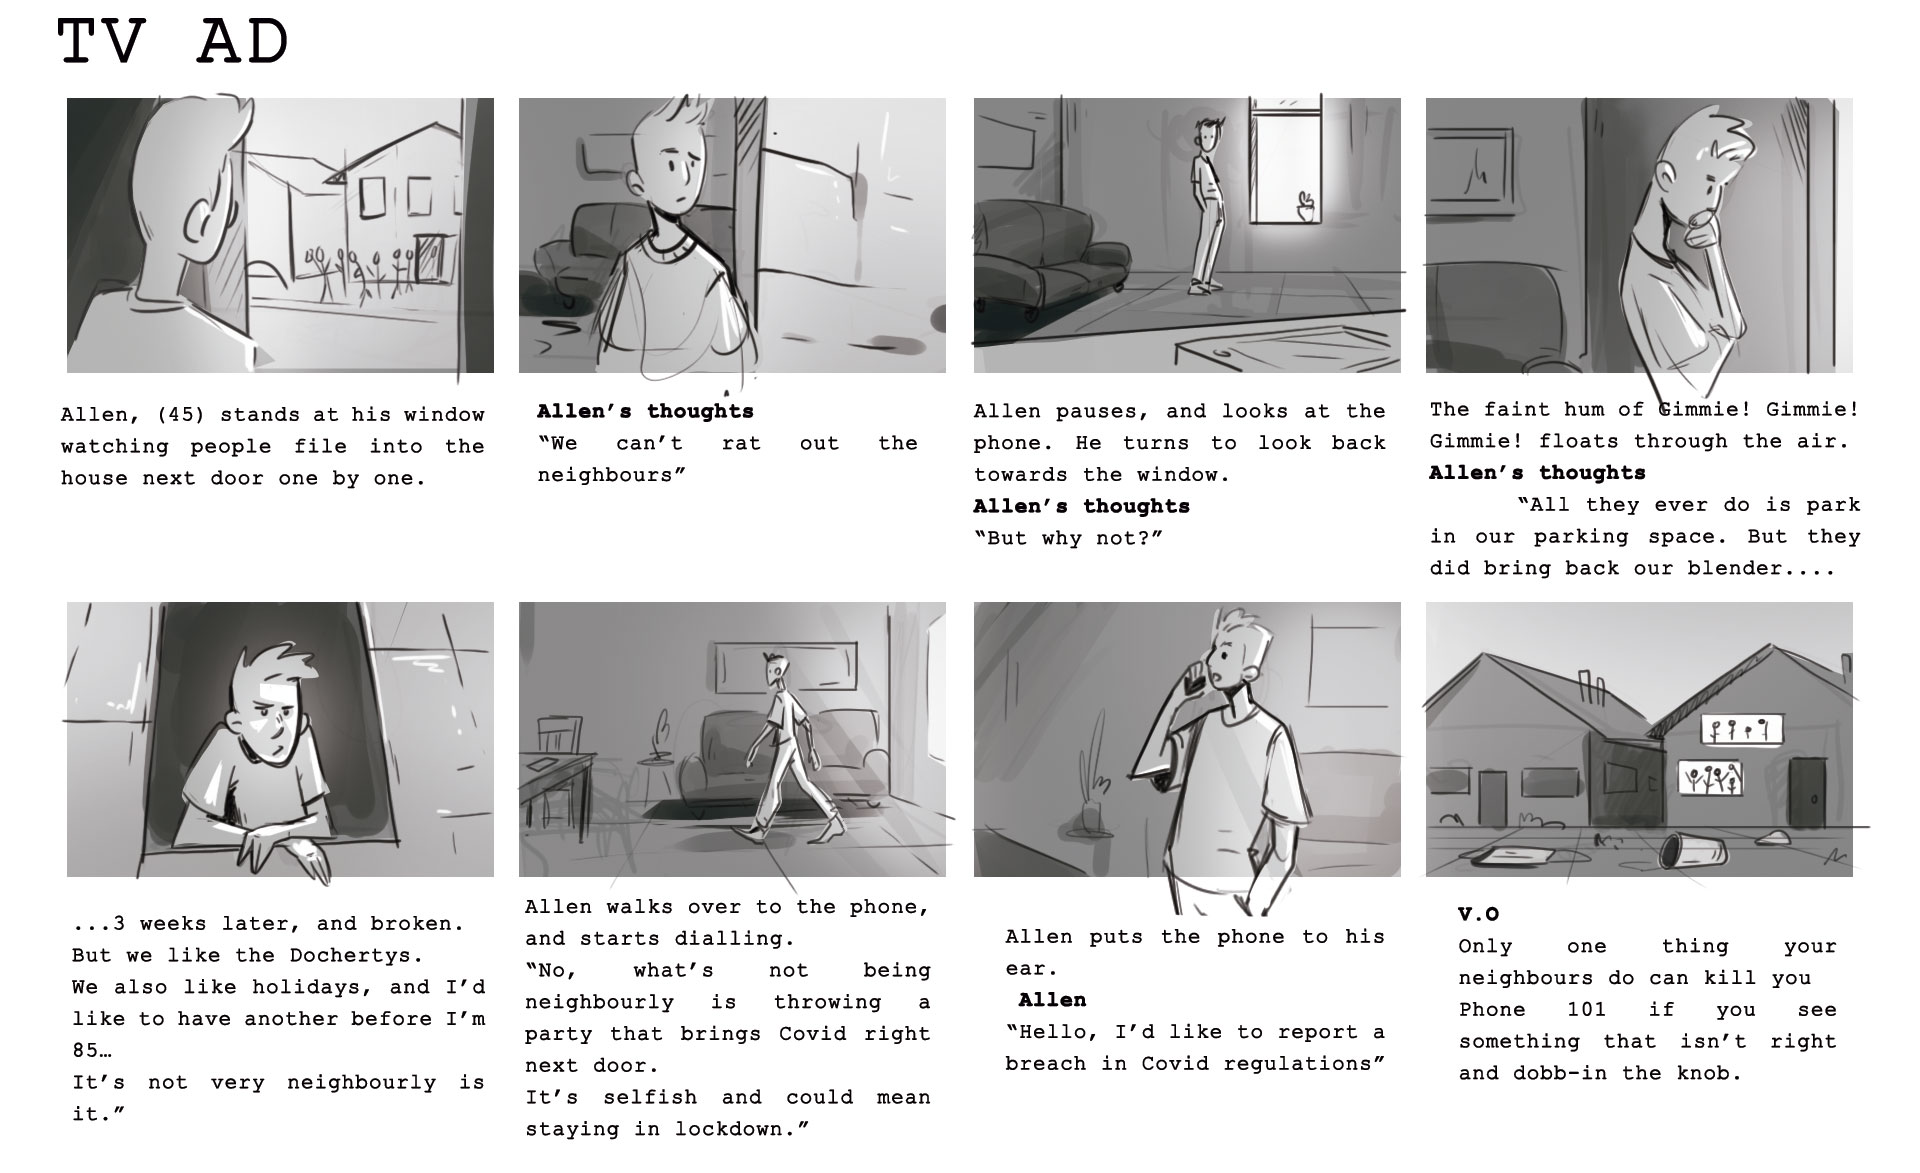 TV AD
Allen, (45) stands at his window
watching people file into the
house next door one by one.
Allen’s thoughts
“We can’t rat out the
neighbours”
Allen pauses, and looks at the
phone. He turns to look back
towards the window.
Allen’s thoughts
“But why not?”
The faint hum of Gimmie! Gimmie!
Gimmie! floats through the air.
Allen’s thoughts
“All they ever do is park
in our parking space. But they
did bring back our blender....
...3 weeks later, and broken.
But we like the Dochertys.
We also like holidays, and I’d
like to have another before I’m
85…
It’s not very neighbourly is
it.”
Allen walks over to the phone,
and starts dialling.
“No, what’s not being
neighbourly is throwing a
party that brings Covid right
next door.
It’s selfish and could mean
staying in lockdown.”
Allen puts the phone to his
ear.
Allen
“Hello, I’d like to report a
breach in Covid regulations”
V.O
Only one thing your
neighbours do can kill you
Phone 101 if you see
something that isn’t right
and dobb-in the knob.